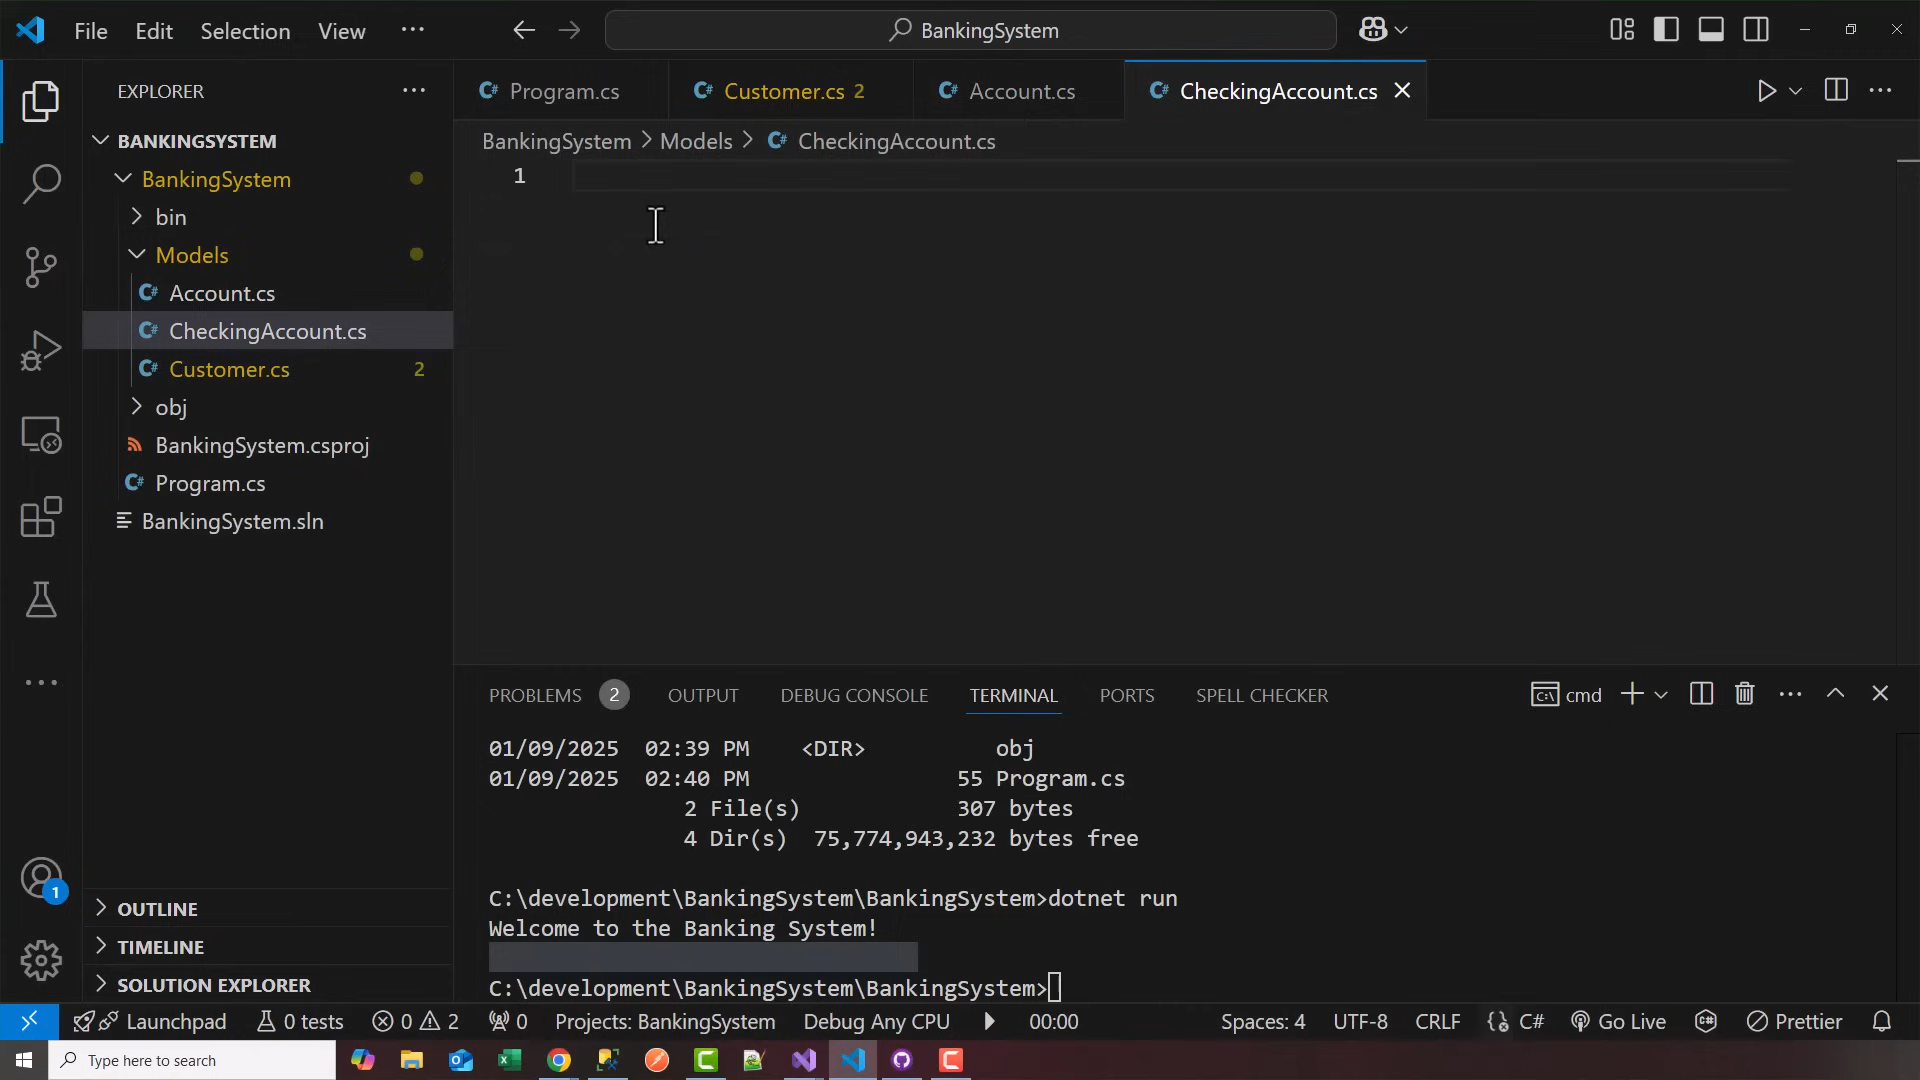 File Edit Selection View ··· BankingSystem
EXPLORER ···
BANKINGSYSTEM
BankingSystem
bin
Models
Account.cs
CheckingAccount.cs
Customer.cs 2
obj
BankingSystem.csproj
Program.cs
BankingSystem.sln
OUTLINE
TIMELINE
SOLUTION EXPLORER
1
Program.cs Customer.cs 2 Account.cs CheckingAccount.cs
BankingSystem > Models > CheckingAccount.cs
1
PROBLEMS 2 OUTPUT DEBUG CONSOLE TERMINAL PORTS SPELL CHECKER cmd
01/09/2025 02:39 PM <DIR> obj
01/09/2025 02:40 PM 55 Program.cs
2 File(s) 307 bytes
4 Dir(s) 75,774,943,232 bytes free
C:\development\BankingSystem\BankingSystem>dotnet run
Welcome to the Banking System!
C:\development\BankingSystem\BankingSystem>
Launchpad 0 tests 0 2 0 Projects: BankingSystem Debug Any CPU 00:00 Spaces: 4 UTF-8 CRLF {} C# Go Live Prettier
Type here to search